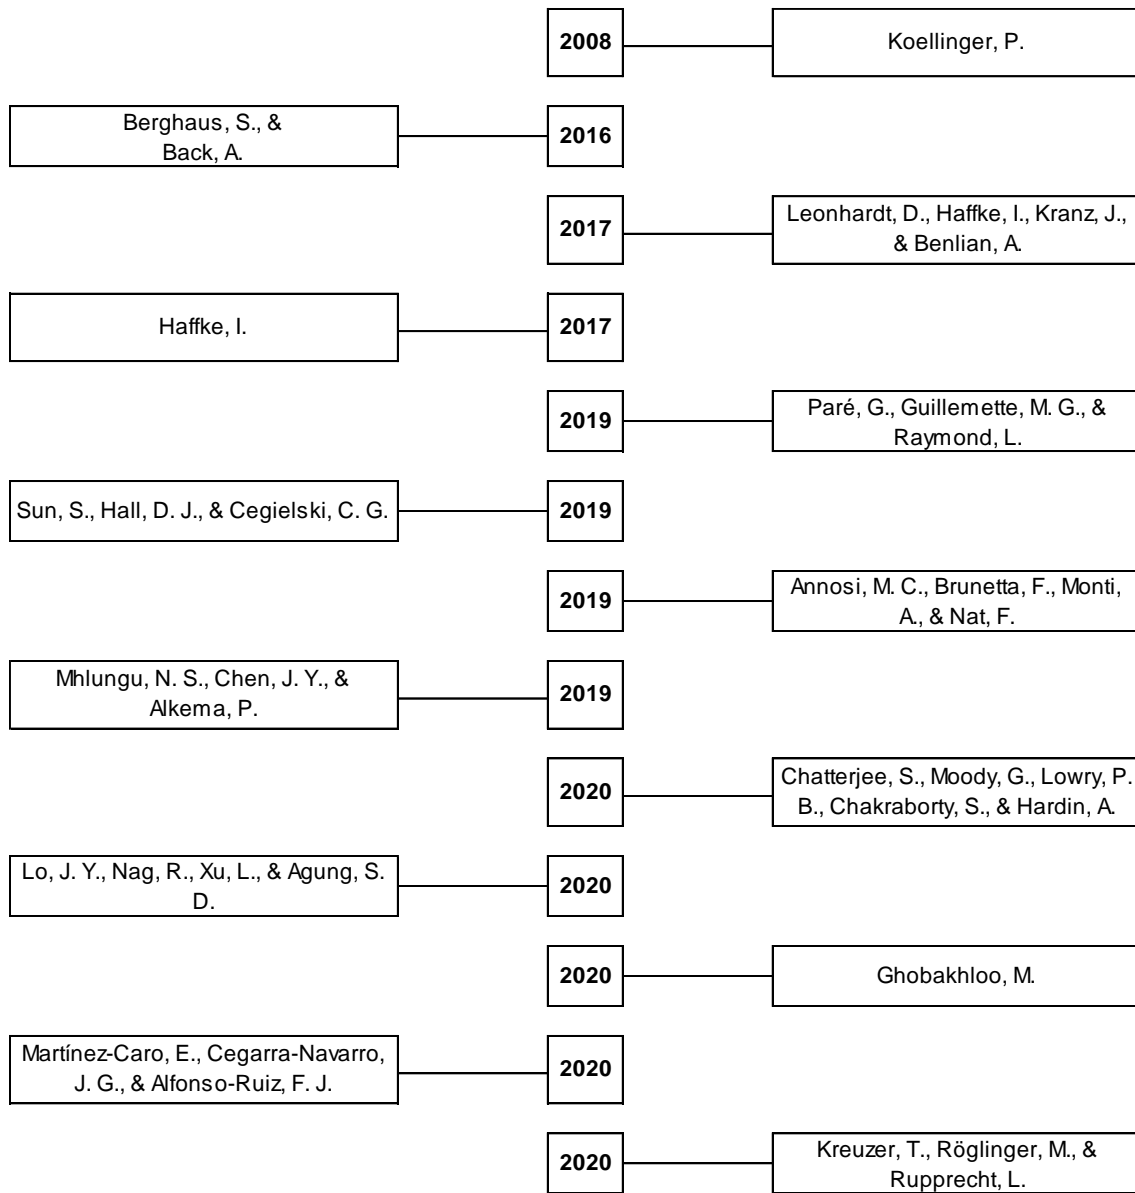 2008
Koellinger, P.
Berghaus, S., &
Back, A.
2016
2017
Leonhardt, D., Haffke, I., Kranz, J.,
& Benlian, A.
Haffke, I.
2017
2019
Paré, G., Guillemette, M. G., &
Raymond, L.
Sun, S., Hall, D. J., & Cegielski, C. G.
2019
2019
Annosi, M. C., Brunetta, F., Monti,
A., & Nat, F.
Mhlungu, N. S., Chen, J. Y., &
Alkema, P.
2019
2020
Chatterjee, S., Moody, G., Lowry, P.
B., Chakraborty, S., & Hardin, A.
Lo, J. Y., Nag, R., Xu, L., & Agung, S.
D.
2020
2020
Ghobakhloo, M.
Martínez-Caro, E., Cegarra-Navarro,
J. G., & Alfonso-Ruiz, F. J.
2020
2020
Kreuzer, T., Röglinger, M., &
Rupprecht, L.